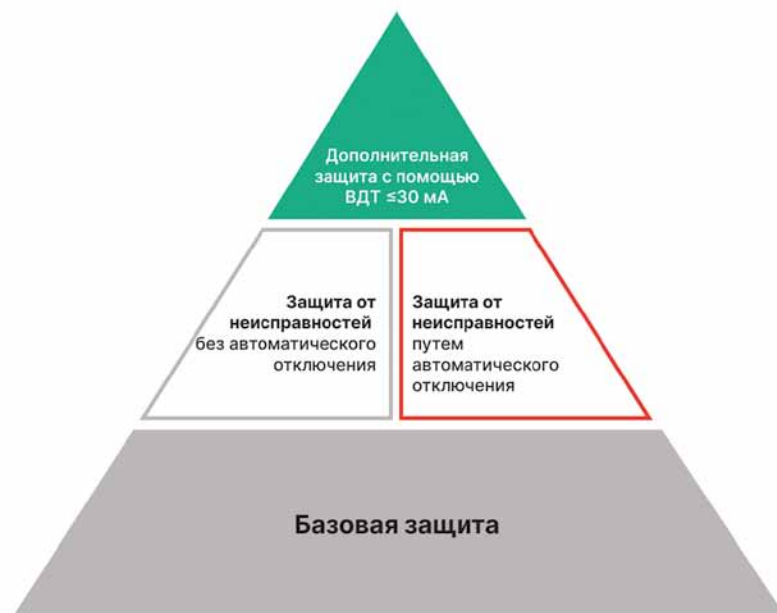 Дополнительная
защита с помощью
ВДТ ≤30 мА
Защита от
неисправностей
без автоматического
отключения
Защита от
неисправностей
путем
автоматического
отключения
Базовая защита